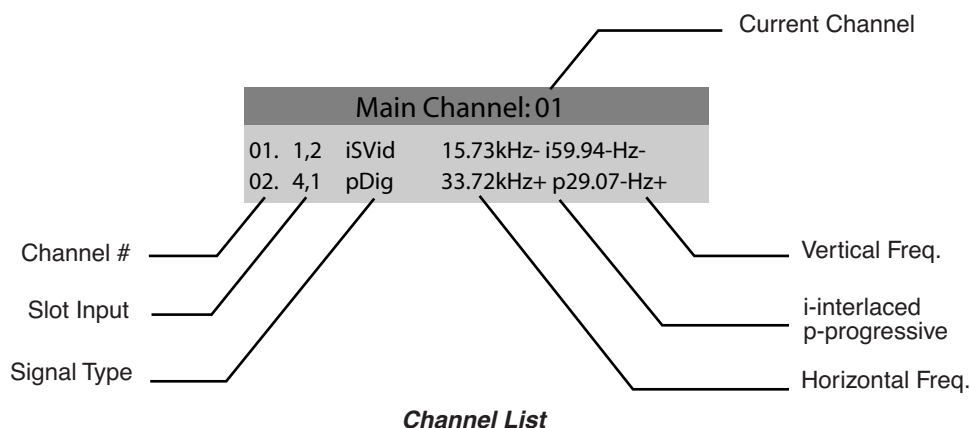 Current Channel
Main Channel: 01
01. 1,2 iSVid 15.73kHz- i59.94-Hz-
02. 4,1 pDig 33.72kHz+ p29.07-Hz+
Channel #
Slot Input
Signal Type
Vertical Freq.
i-interlaced
p-progressive
Horizontal Freq.
Channel List